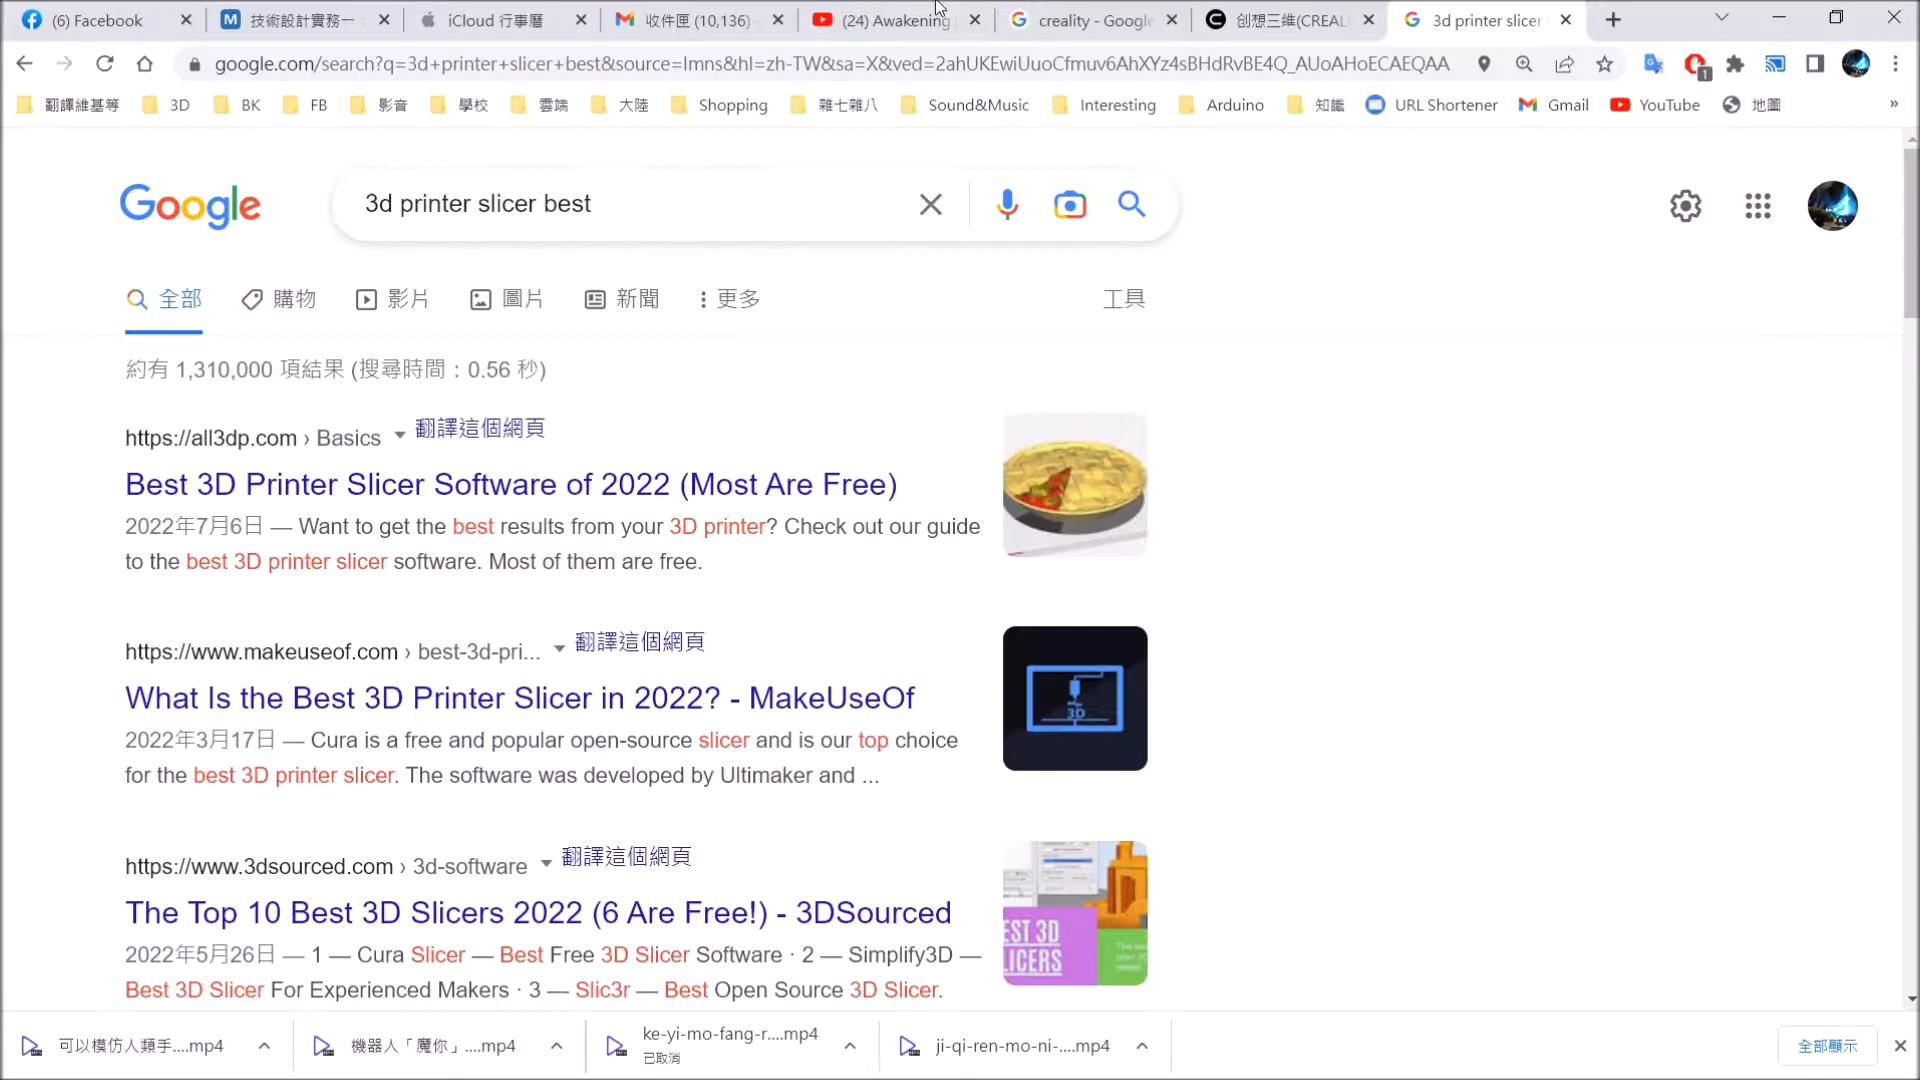 (6) Facebook
技術設計實務一
iCloud 行事曆
收件匣 (10,136) -
(24) Awakening
creality - Google
创想三维(CREAL
3d printer slicer
google.com/search?q=3d+printer+slicer+best&source=lmns&hl=zh-TW&sa=X&ved=2ahUKEwiUuoCfmuv6AhXYz4sBHdRvBE4Q_AUoAHoECAEQAA
1
翻譯維基等
3D
BK
FB
影音
學校
雲端
大陸
Shopping
雜七雜八
Sound&Music
Interesting
Arduino
知識
URL Shortener
Gmail
YouTube
地圖
»
Google
3d printer slicer best
全部
購物
影片
圖片
新聞
更多
工具
約有 1,310,000 項結果 (搜尋時間：0.56 秒)
https://all3dp.com › Basics
翻譯這個網頁
Best 3D Printer Slicer Software of 2022 (Most Are Free)
2022年7月6日 — Want to get the best results from your 3D printer? Check out our guide
to the best 3D printer slicer software. Most of them are free.
https://www.makeuseof.com › best-3d-pri...
翻譯這個網頁
What Is the Best 3D Printer Slicer in 2022? - MakeUseOf
2022年3月17日 — Cura is a free and popular open-source slicer and is our top choice
for the best 3D printer slicer. The software was developed by Ultimaker and ...
3D
https://www.3dsourced.com › 3d-software
翻譯這個網頁
The Top 10 Best 3D Slicers 2022 (6 Are Free!) - 3DSourced
2022年5月26日 — 1 — Cura Slicer — Best Free 3D Slicer Software · 2 — Simplify3D —
Best 3D Slicer For Experienced Makers · 3 — Slic3r — Best Open Source 3D Slicer.
EST 3D
LICERS
可以模仿人類手....mp4
機器人「魔你」....mp4
ke-yi-mo-fang-r....mp4
已取消
ji-qi-ren-mo-ni-....mp4
全部顯示